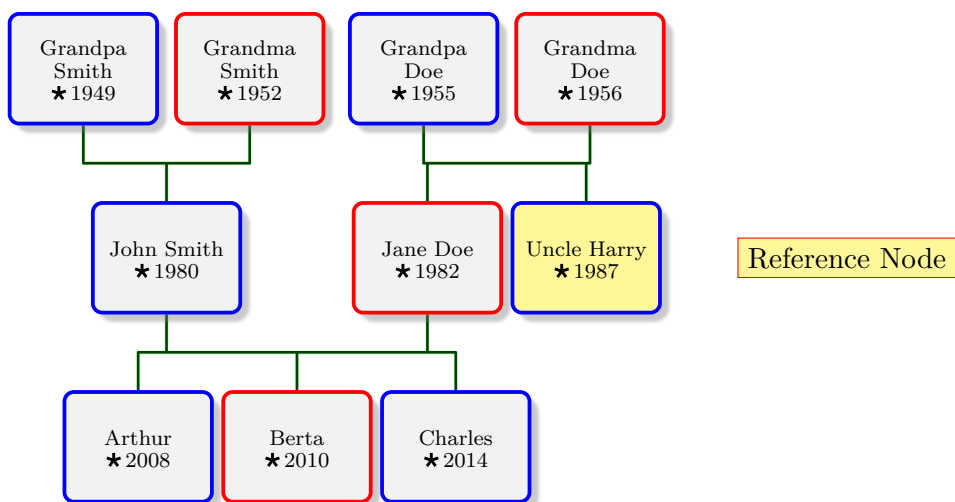 Grandpa
Smith
★ 1949
Grandma
Smith
★ 1952
Grandpa
Doe
★ 1955
Grandma
Doe
★ 1956
John Smith
★ 1980
Jane Doe
★ 1982
Uncle Harry
★ 1987
Reference Node
Arthur
★ 2008
Berta
★ 2010
Charles
★ 2014